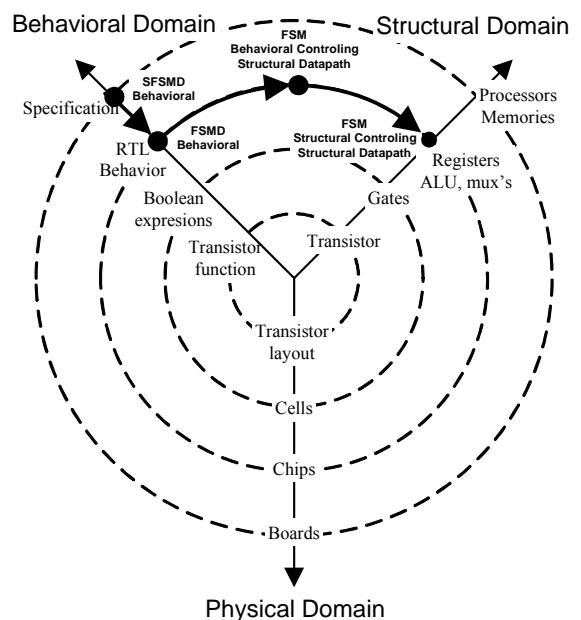 Behavioral Domain
FSM
Behavioral Controling
Structural Datapath
Structural Domain
SFSMD
Behavioral
Specification
Processors
Memories
FSMD
Behavioral
FSM
Structural Controling
Structural Datapath
RTL
Behavior
Registers
ALU, mux's
Boolean
expresions
Gates
Transistor
function
Transistor
Transistor
layout
Cells
Chips
Boards
Physical Domain